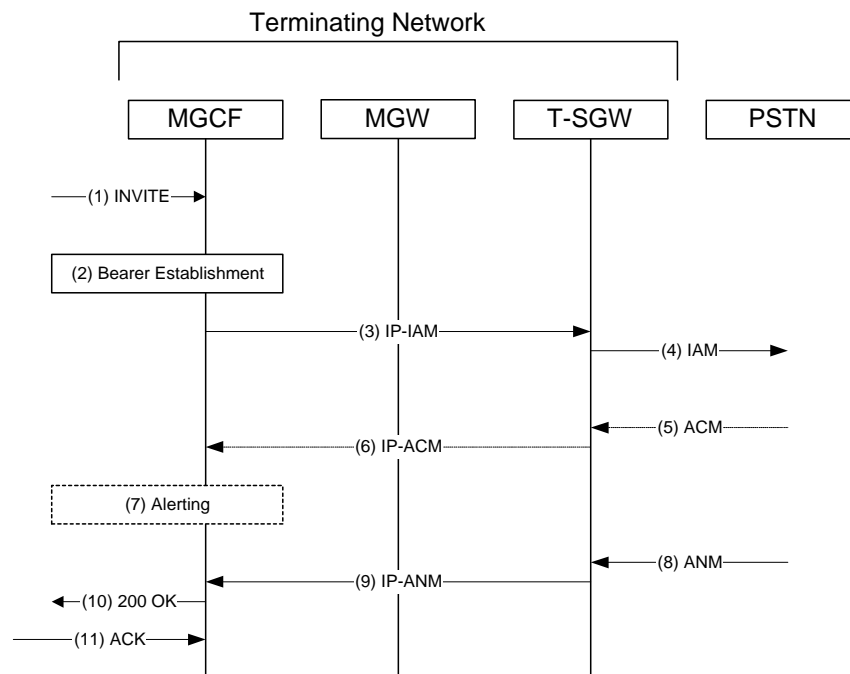 Terminating Network
MGCF
MGW
T-SGW
PSTN
(1) INVITE
(2) Bearer Establishment
(3) IP-IAM
(4) IAM
(5) ACM
(6) IP-ACM
(7) Alerting
(8) ANM
(9) IP-ANM
(10) 200 OK
(11) ACK